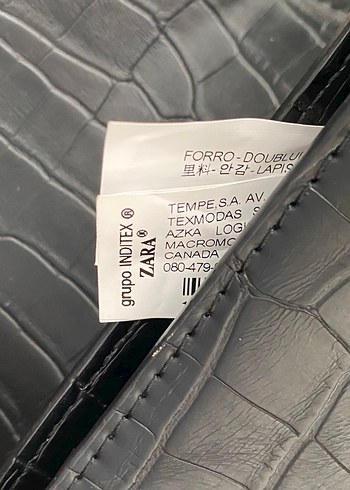 FORRO - DOUBLU
里料 - 안감 - LAPIS
grupo INDITEX ®
ZARA®
TEMPE,S.A. AV.
TEXMODAS S
AZKA LOG
MACROMO
CANADA
080-479-